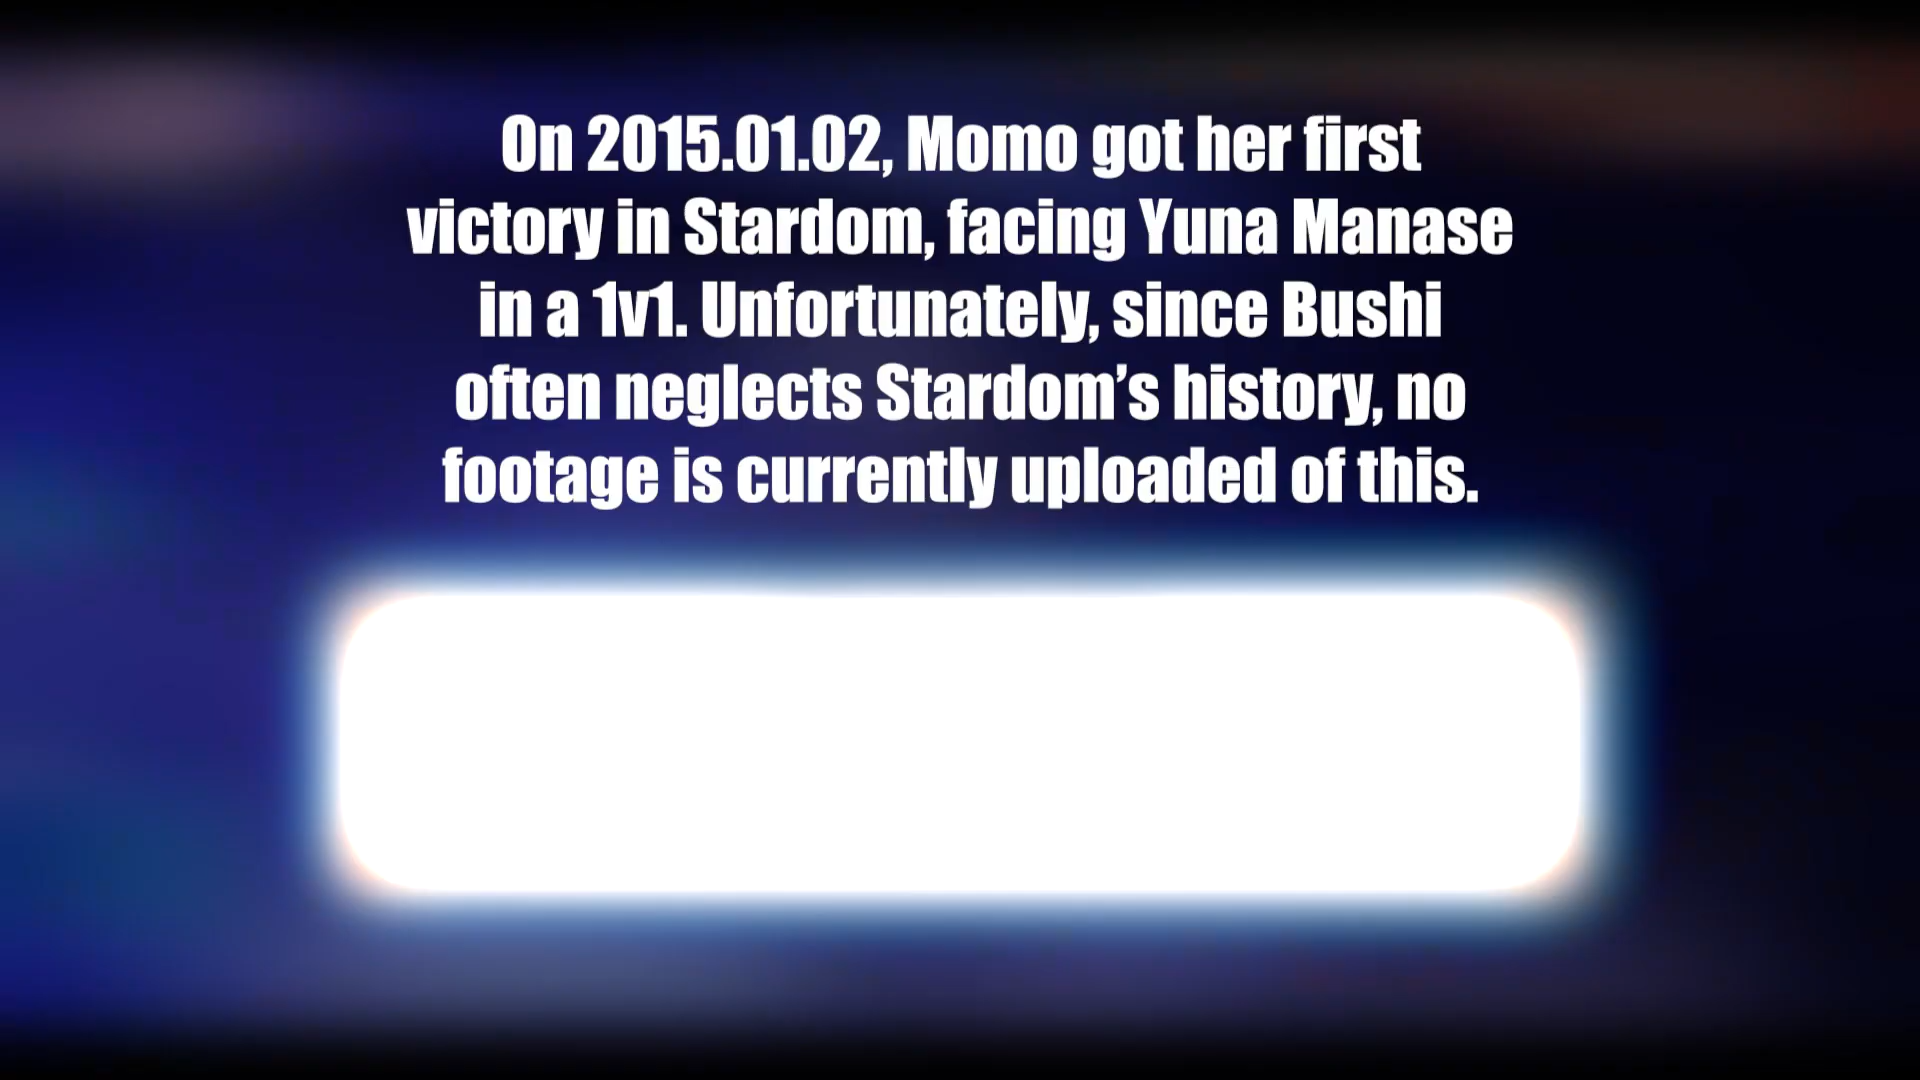 On 2015.01.02, Momo got her first
victory in Stardom, facing Yuna Manase
in a 1v1. Unfortunately, since Bushi
often neglects Stardom’s history, no
footage is currently uploaded of this.